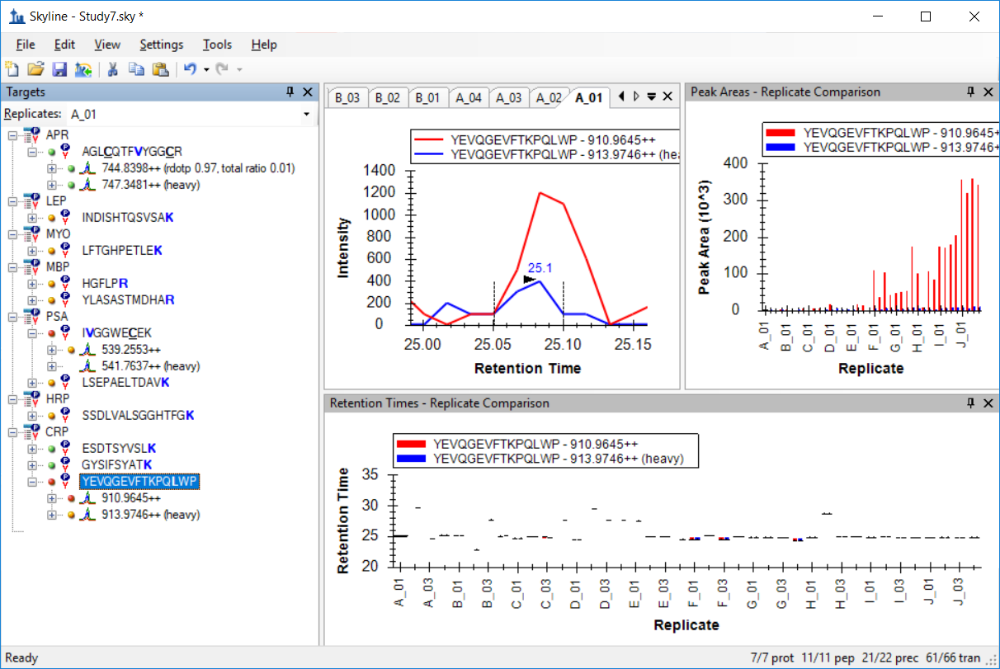 Skyline - Study7.sky *
File Edit View Settings Tools Help
Targets
Replicates: A_01
APR
AGLCQTFVYGGCR
744.8398++ (rdotp 0.97, total ratio 0.01)
747.3481++ (heavy)
LEP
INDISHTQSVSAK
MYO
LFTGHPETLEK
MBP
HGFLPR
YLASASTMDHAR
PSA
IVGGWECEK
539.2553++
541.7637++ (heavy)
LSEPAELTDAVK
HRP
SSDLVALSGGHTFGK
CRP
ESDTSYVSLK
GYSIFSYATK
YEVQGEVFTKPQLWP
910.9645++
913.9746++ (heavy)
B_03 B_02 B_01 A_04 A_03 A_02 A_01
YEVQGEVFTKPQLWP - 910.9645++
YEVQGEVFTKPQLWP - 913.9746++ (hea
Intensity
1400
1200
1000
800
600
400
200
0
25.1
25.00 25.05 25.10 25.15
Retention Time
Peak Areas - Replicate Comparison
YEVQGEVFTKPQLWP - 910.9645+
YEVQGEVFTKPQLWP - 913.9746+
Peak Area (10^3)
400
300
200
100
0
A_01 B_01 C_01 D_01 E_01 F_01 G_01 H_01 I_01 J_01
Replicate
Retention Times - Replicate Comparison
YEVQGEVFTKPQLWP - 910.9645++
YEVQGEVFTKPQLWP - 913.9746++ (heavy)
Retention Time
35
30
25
20
A_01 A_03 B_01 B_03 C_01 C_03 D_01 D_03 E_01 E_03 F_01 F_03 G_01 G_03 H_01 H_03 I_01 I_03 J_01 J_03
Replicate
Ready
7/7 prot 11/11 pep 21/22 prec 61/66 tran